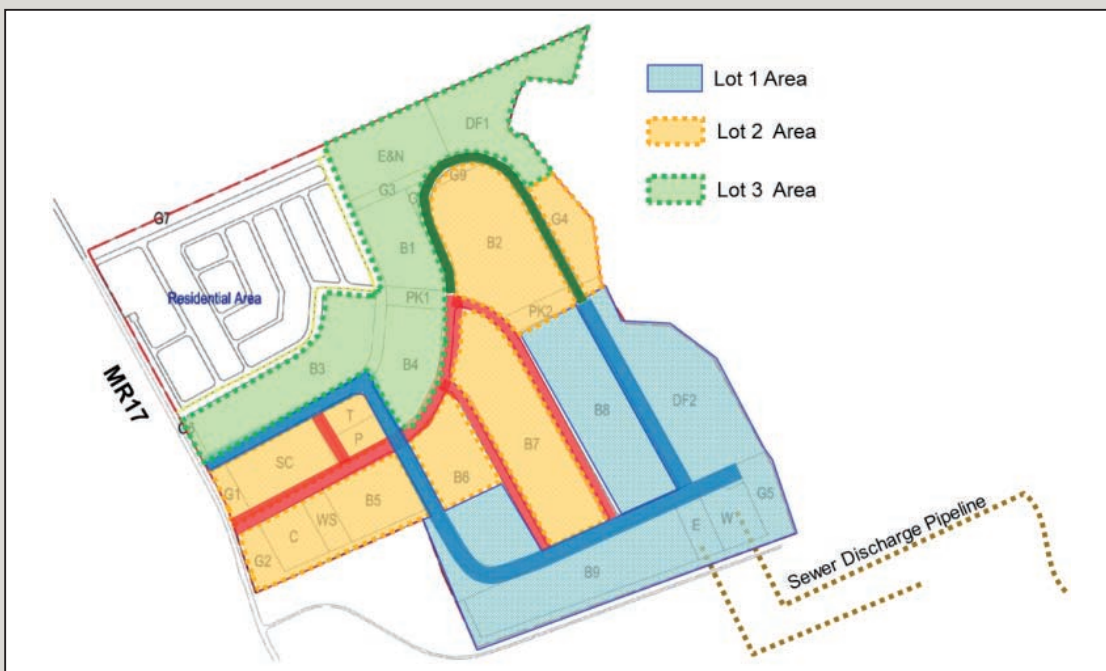 Lot 1 Area
Lot 2 Area
Lot 3 Area
DF1
E&N
G3
G9
G7
G4
B1
B2
Residential Area
PK1
PK2
MR17
B3
B4
B8
DF2
T
P
SC
B7
G1
B6
B5
WS
C
G2
G5
W
E
B9
Sewer Discharge Pipeline